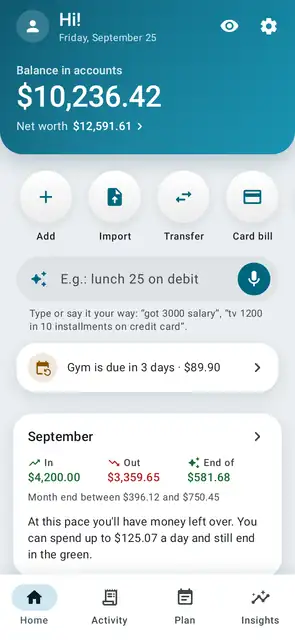 Hi!
Friday, September 25
Balance in accounts
$10,236.42
Net worth $12,591.61
Add Import Transfer Card bill
E.g.: lunch 25 on debit
Type or say it your way: “got 3000 salary”, “tv 1200
in 10 installments on credit card”.
Gym is due in 3 days · $89.90
September
In Out End of
$4,200.00 $3,359.65 $581.68
Month end between $396.12 and $750.45
At this pace you'll have money left over. You
can spend up to $125.07 a day and still end
in the green.
Home Activity Plan Insights